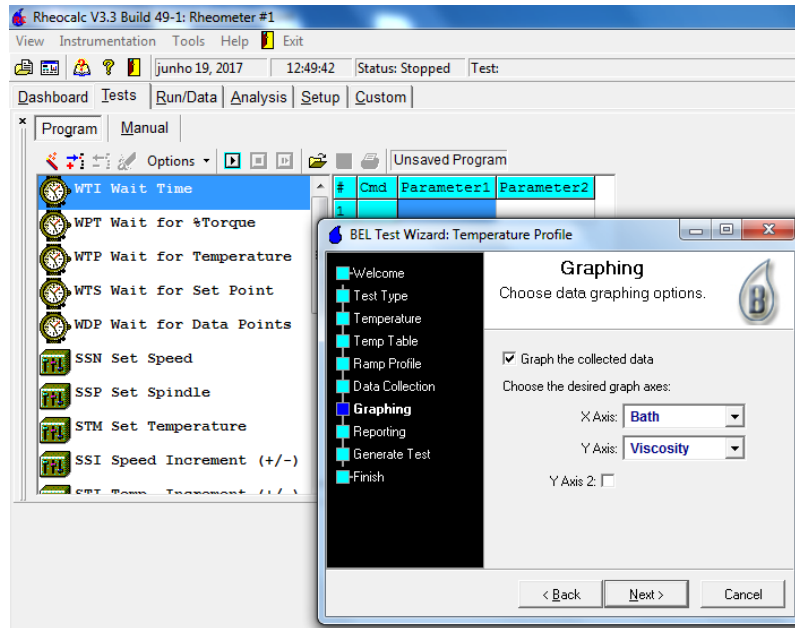 Rheocalc V3.3 Build 49-1: Rheometer #1
View Instrumentation Tools Help Exit
junho 19, 2017 12:49:42 Status: Stopped Test:
Dashboard Tests Run/Data Analysis Setup Custom
× Program Manual
Options Unsaved Program
WTI Wait Time
# Cmd Parameter1 Parameter2
1
WPT Wait for %Torque
WTP Wait for Temperature
WTS Wait for Set Point
WDP Wait for Data Points
SSN Set Speed
SSP Set Spindle
STM Set Temperature
SSI Speed Increment (+/-)
STI Temp. Increment (+/-)
BEL Test Wizard: Temperature Profile
Welcome
Test Type
Temperature
Temp Table
Ramp Profile
Data Collection
Graphing
Reporting
Generate Test
Finish
Graphing
Choose data graphing options.
B
Graph the collected data
Choose the desired graph axes:
X Axis: Bath
Y Axis: Viscosity
Y Axis 2:
< Back Next > Cancel